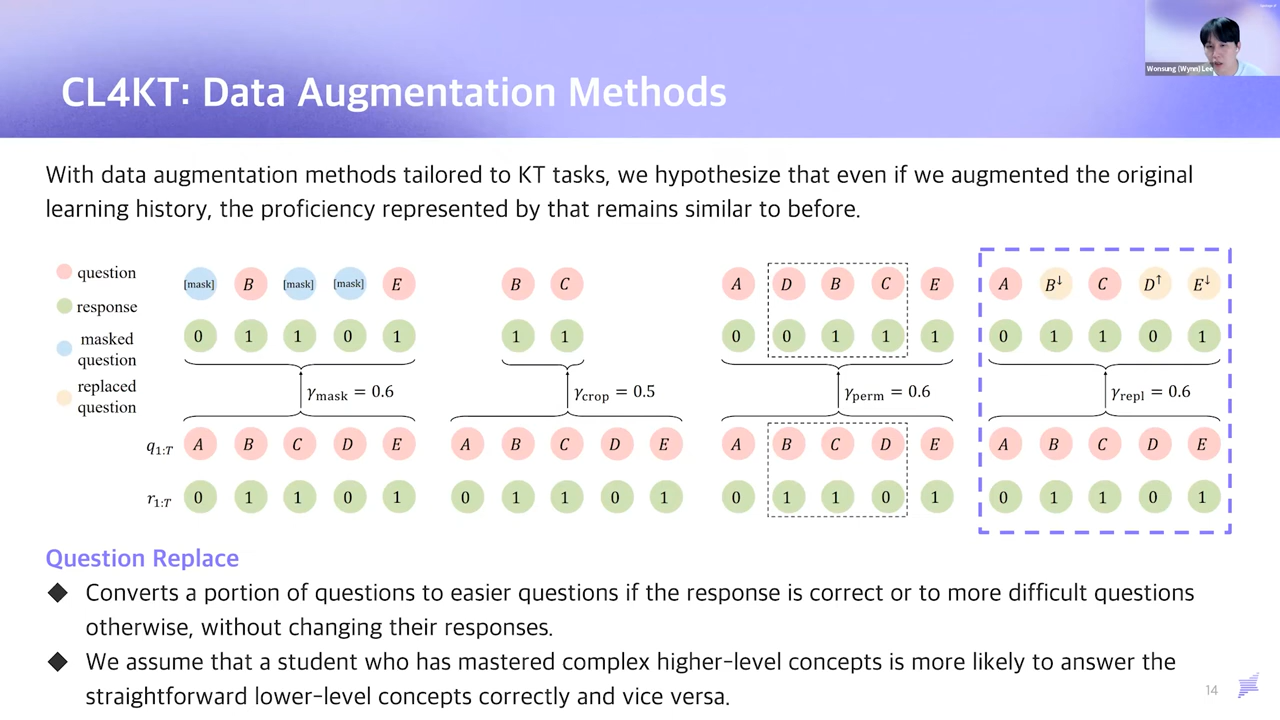 Wonsung (Wynn) Lee
CL4KT: Data Augmentation Methods
With data augmentation methods tailored to KT tasks, we hypothesize that even if we augmented the original
learning history, the proficiency represented by that remains similar to before.
question
response
masked
question
replaced
question
[mask] B [mask] [mask] E
0 1 1 0 1
γmask = 0.6
q1:T A B C D E
r1:T 0 1 1 0 1
B C
1 1
γcrop = 0.5
A B C D E
0 1 1 0 1
A D B C E
0 0 1 1 1
γperm = 0.6
A B C D E
0 1 1 0 1
A B↓ C D↑ E↓
0 1 1 0 1
γrepl = 0.6
A B C D E
0 1 1 0 1
Question Replace
◆ Converts a portion of questions to easier questions if the response is correct or to more difficult questions
otherwise, without changing their responses.
◆ We assume that a student who has mastered complex higher-level concepts is more likely to answer the
straightforward lower-level concepts correctly and vice versa.
14